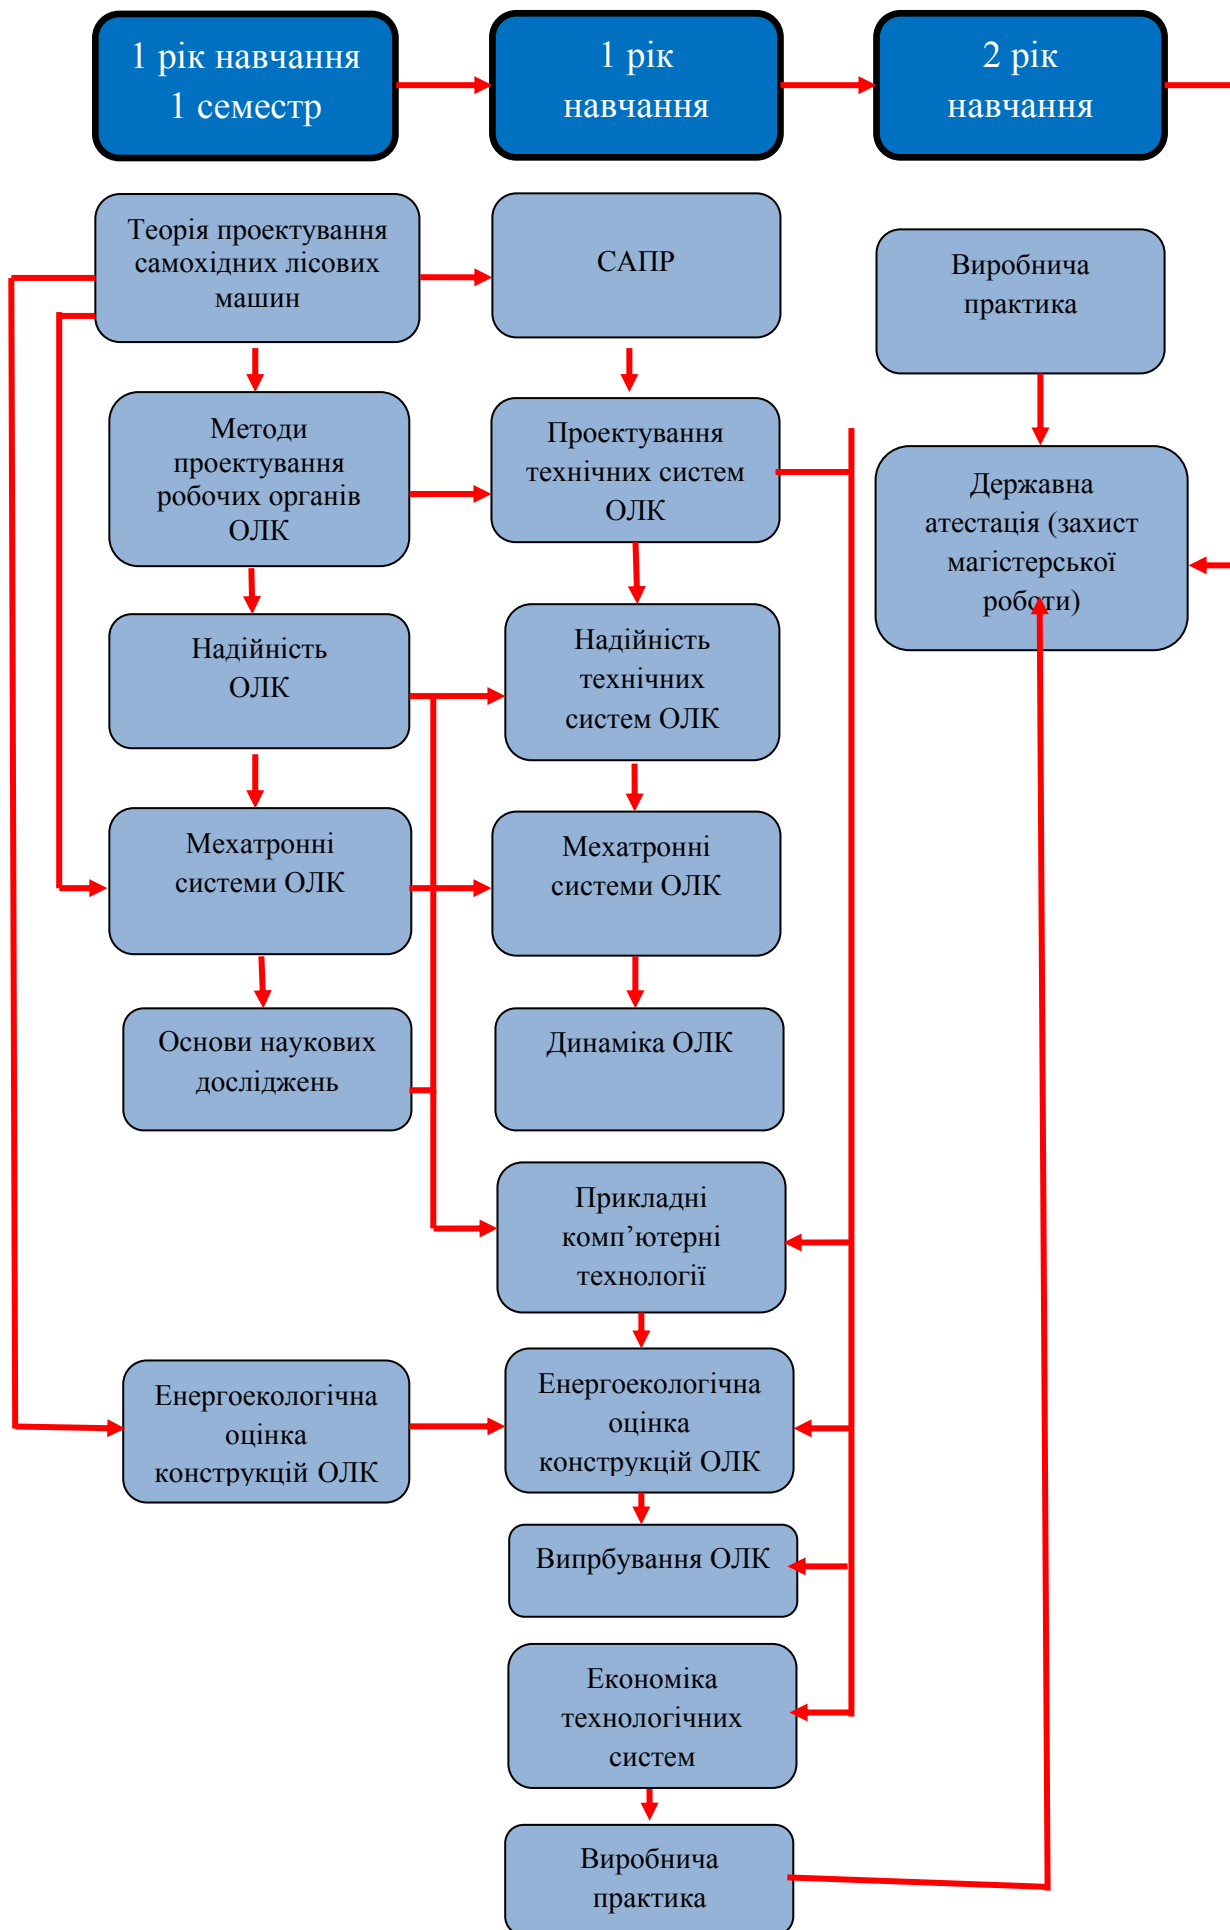 1 рік навчання
1 семестр
1 рік
навчання
2 рік
навчання
Теорія проектування
самохідних лісових
машин
Методи
проектування
робочих органів
ОЛК
Надійність
ОЛК
Мехатронні
системи ОЛК
Основи наукових
досліджень
Енергоекологічна
оцінка
конструкцій ОЛК
САПР
Проектування
технічних систем
ОЛК
Надійність
технічних
систем ОЛК
Мехатронні
системи ОЛК
Динаміка ОЛК
Прикладні
комп’ютерні
технології
Енергоекологічна
оцінка
конструкцій ОЛК
Випрбування ОЛК
Економіка
технологічних
систем
Виробнича
практика
Виробнича
практика
Державна
атестація (захист
магістерської
роботи)